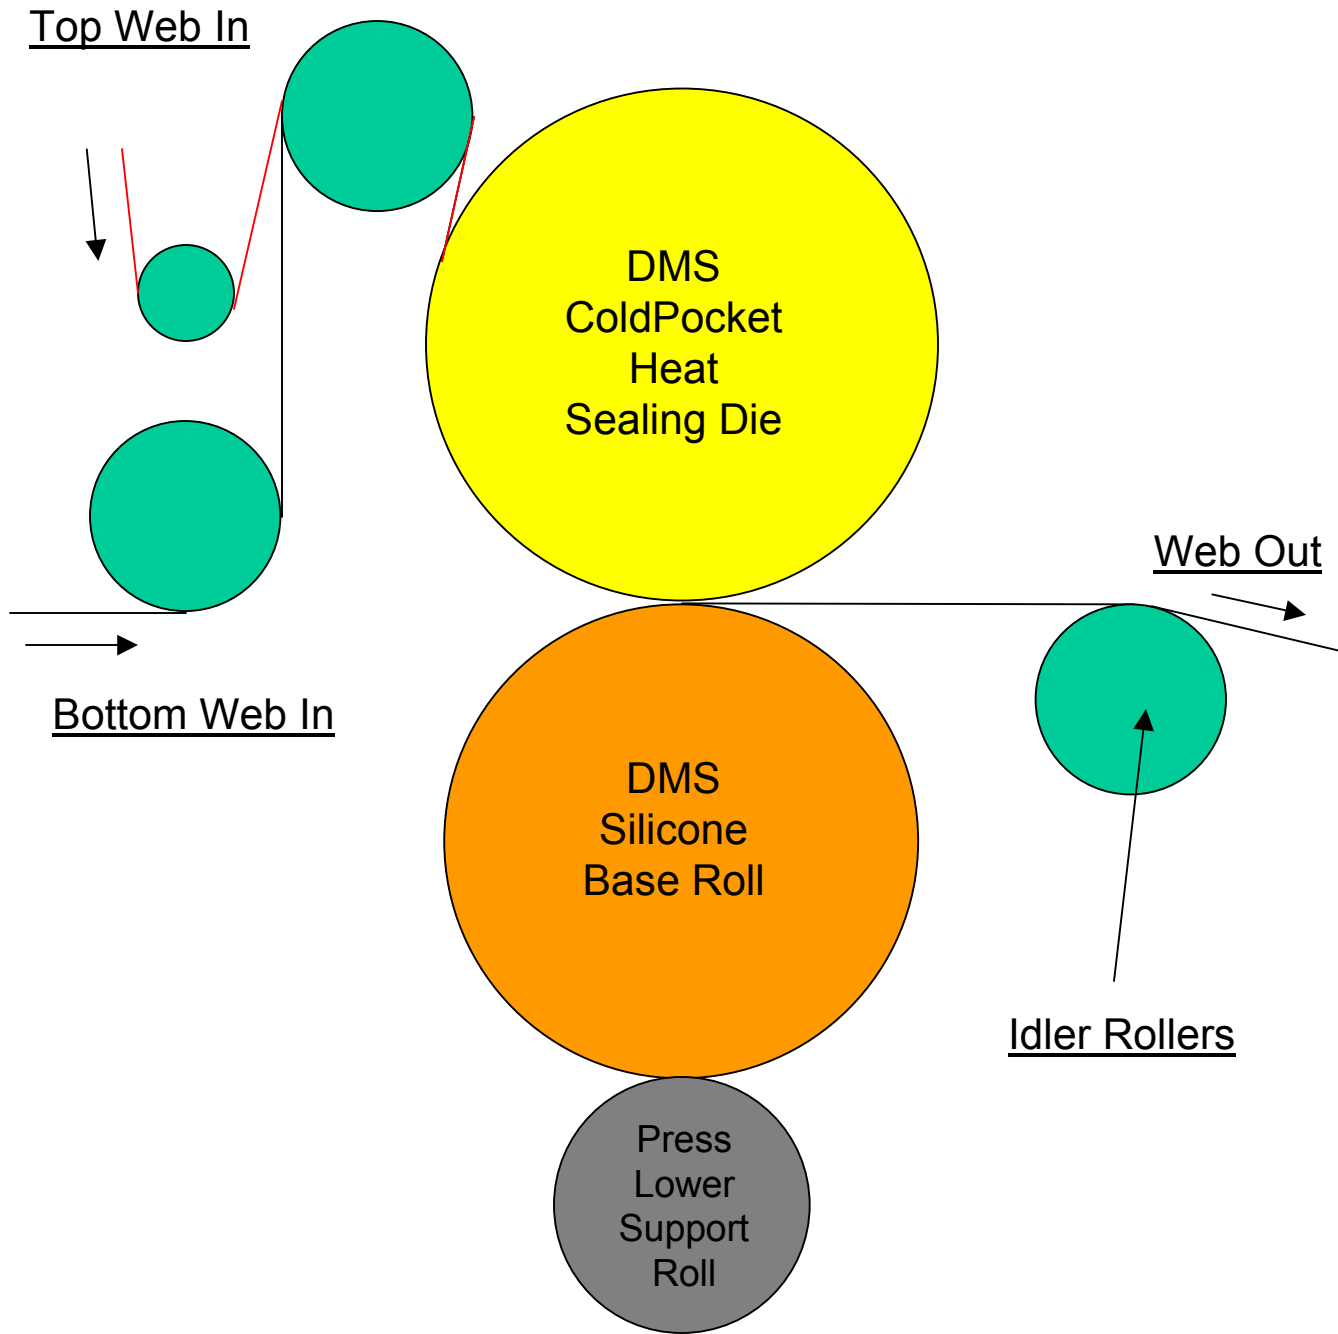 Top Web In
DMS
ColdPocket
Heat
Sealing Die
Web Out
Bottom Web In
DMS
Silicone
Base Roll
Idler Rollers
Press
Lower
Support
Roll